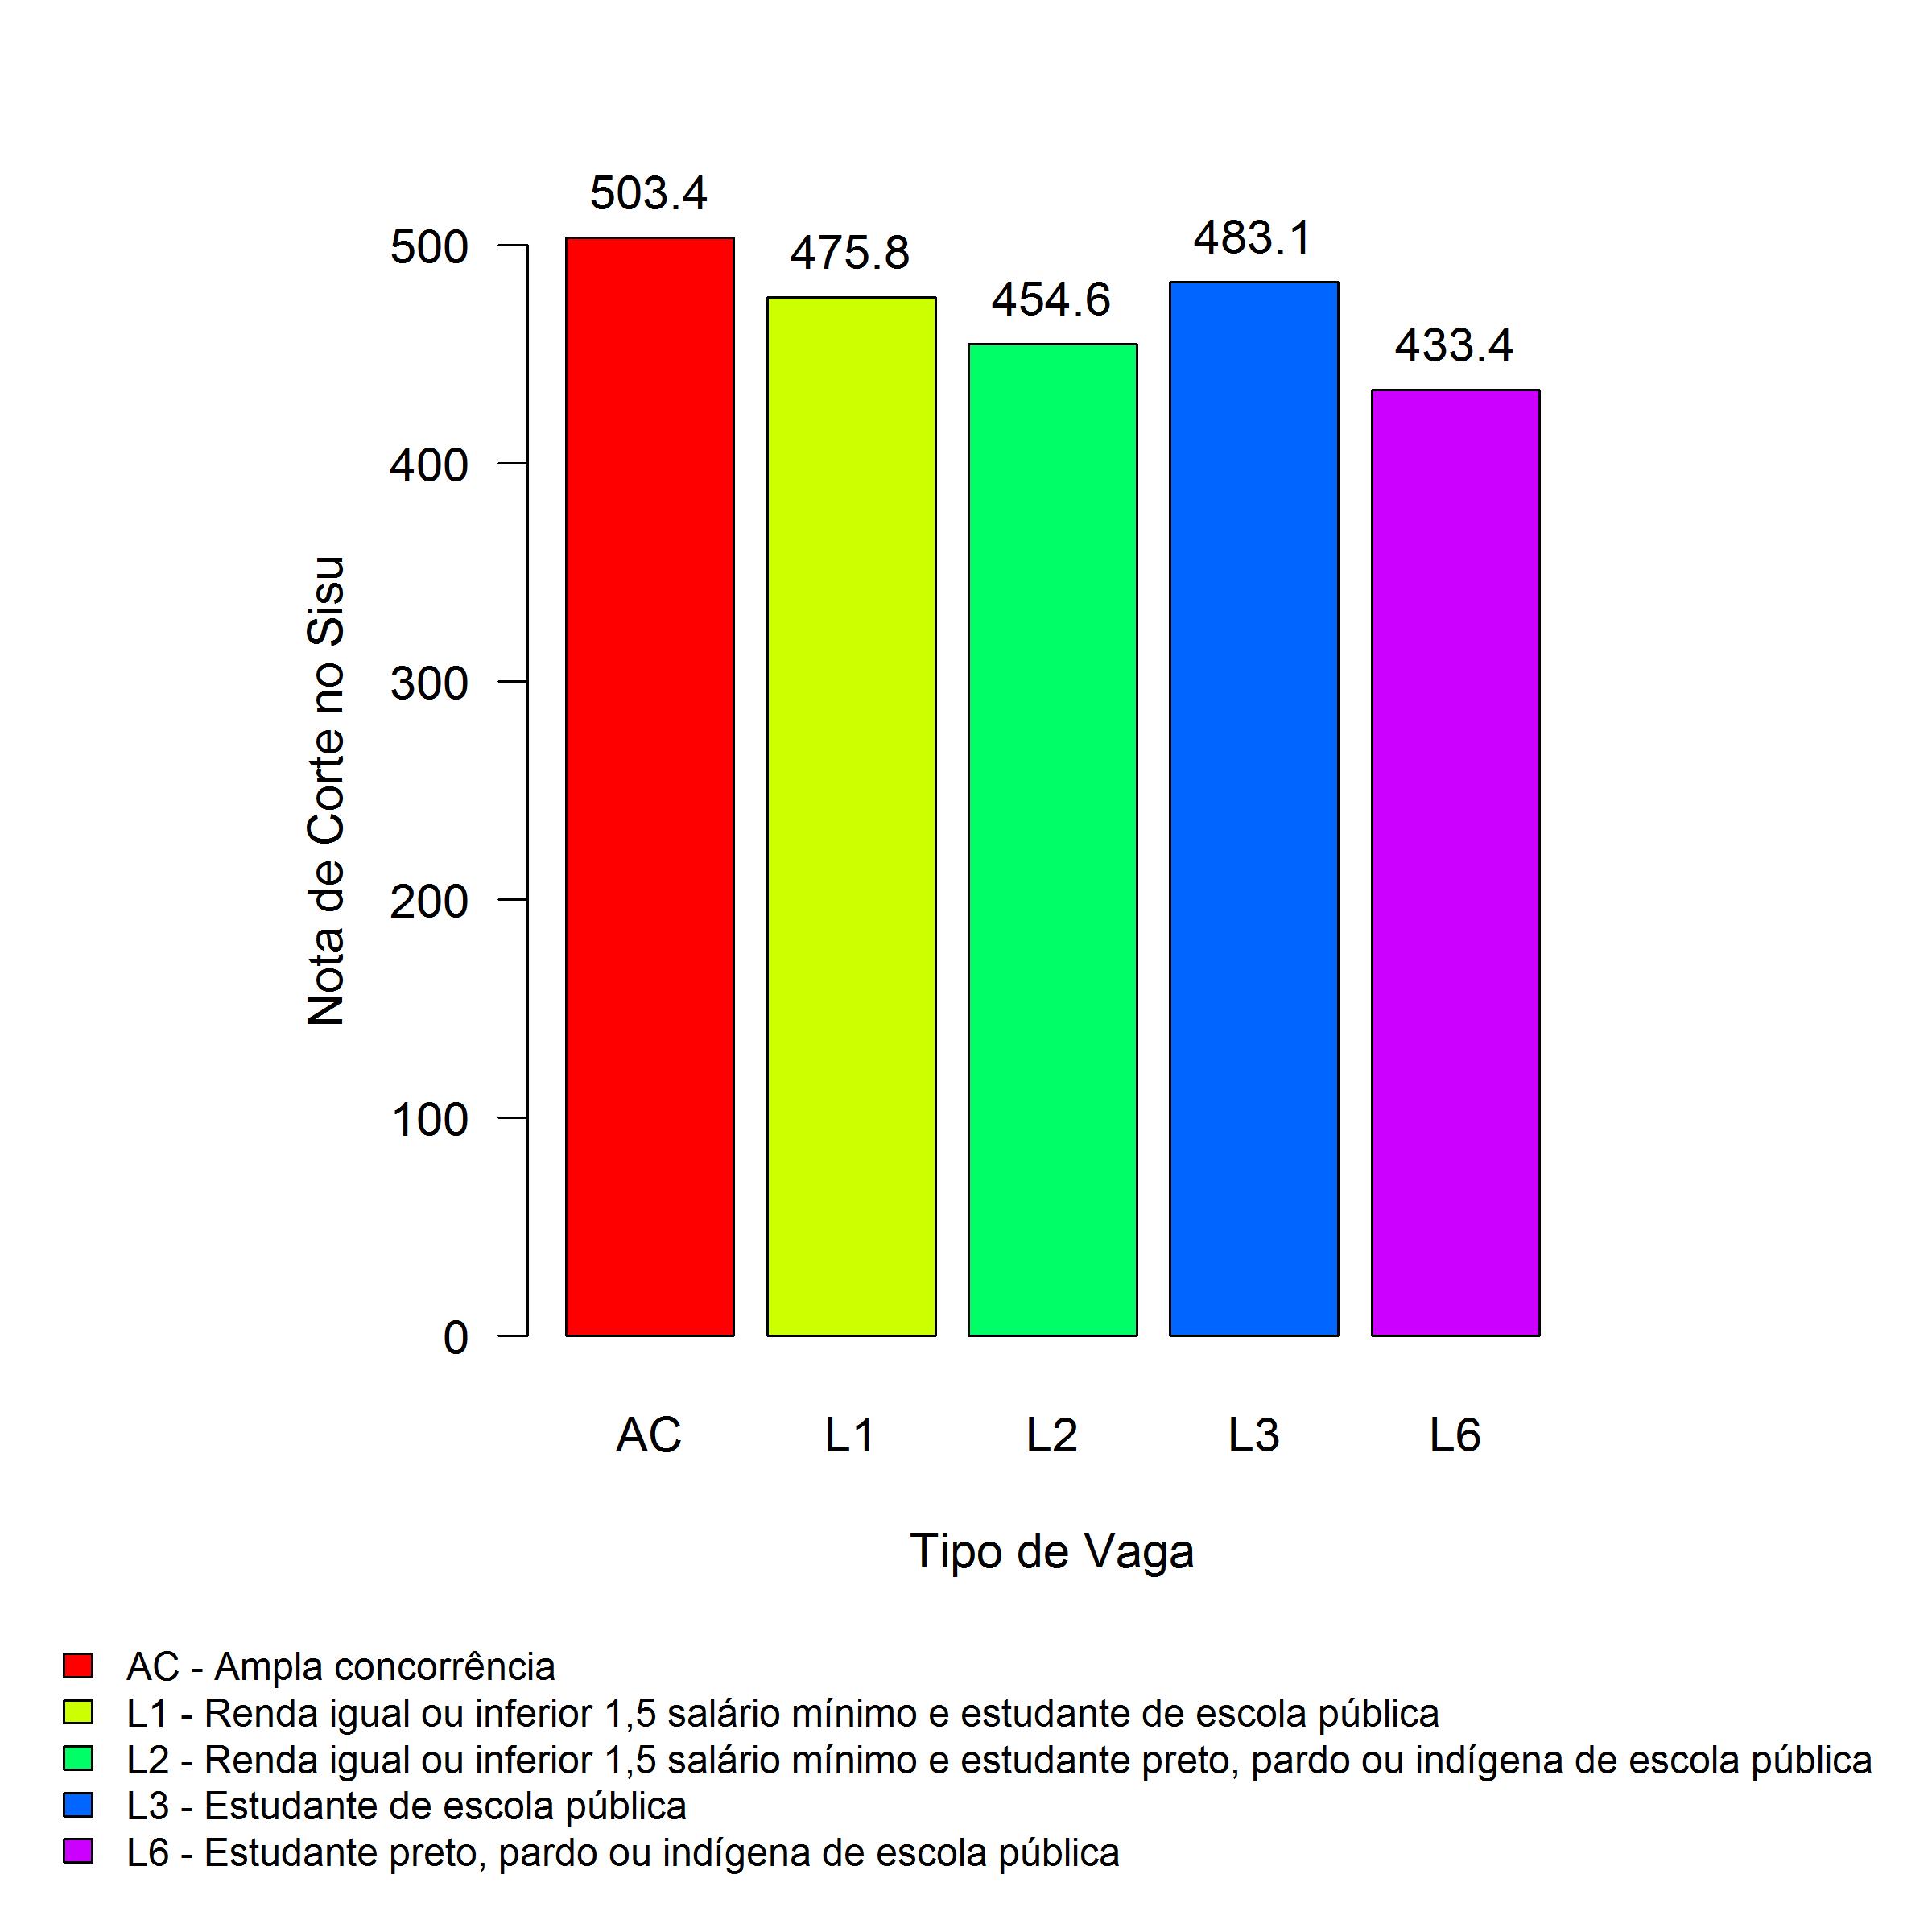 503.4
475.8
454.6
483.1
433.4
500
400
300
200
100
0
Nota de Corte no Sisu
AC L1 L2 L3 L6
Tipo de Vaga
AC - Ampla concorrência
L1 - Renda igual ou inferior 1,5 salário mínimo e estudante de escola pública
L2 - Renda igual ou inferior 1,5 salário mínimo e estudante preto, pardo ou indígena de escola pública
L3 - Estudante de escola pública
L6 - Estudante preto, pardo ou indígena de escola pública